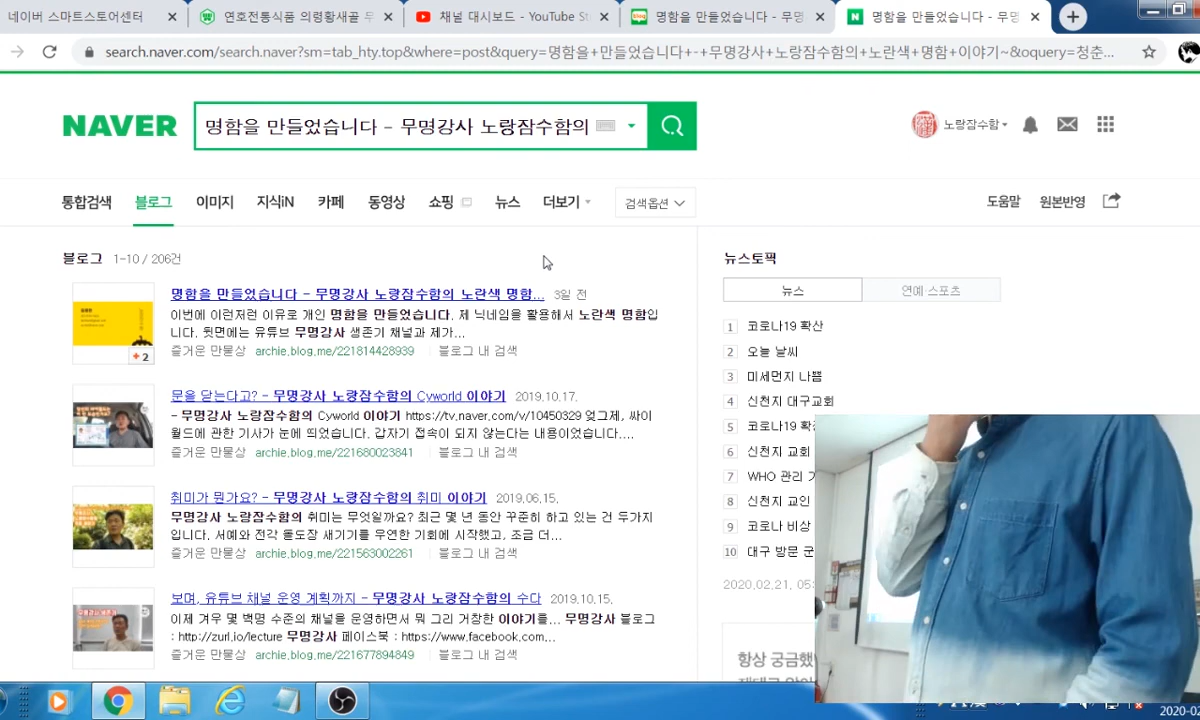 네이버 스마트스토어센터
연호전통식품 의령황새골
채널 대시보드 - YouTube St
명함을 만들었습니다 - 무명
명함을 만들었습니다 - 무명
search.naver.com/search.naver?sm=tab_hty.top&where=post&query=명함을+만들었습니다+-+무명강사+노랑잠수함의+노란색+명함+이야기~&oquery=청춘...
NAVER
명함을 만들었습니다 - 무명강사 노랑잠수함의
노랑잠수함
통합검색 블로그 이미지 지식iN 카페 동영상 쇼핑 뉴스 더보기 검색옵션
도움말 원본반영
블로그 1-10 / 206건
명함을 만들었습니다 - 무명강사 노랑잠수함의 노란색 명함... 3일 전
이번에 이런저런 이유로 개인 명함을 만들었습니다. 제 닉네임을 활용해서 노란색 명함입
니다. 뒷면에는 유튜브 무명강사 생존기 채널과 제가...
즐거운 만물상 archie.blog.me/221814428939 블로그 내 검색
+2
문을 닫는다고? - 무명강사 노랑잠수함의 Cyworld 이야기 2019.10.17.
- 무명강사 노랑잠수함의 Cyworld 이야기 https://tv.naver.com/v/10450329 엊그제, 싸이
월드에 관한 기사가 눈에 띄었습니다. 갑자기 접속이 되지 않는다는 내용이었습니다....
즐거운 만물상 archie.blog.me/221680023841 블로그 내 검색
취미가 뭔가요? - 무명강사 노랑잠수함의 취미 이야기 2019.06.15.
무명강사 노랑잠수함의 취미는 무엇일까요? 최근 몇 년 동안 꾸준히 하고 있는 건 두가지
입니다. 서예와 전각 돌도장 새기기를 우연한 기회에 시작했고, 조금 더...
즐거운 만물상 archie.blog.me/221563002261 블로그 내 검색
보며, 유튜브 채널 운영 계획까지 - 무명강사 노랑잠수함의 수다 2019.10.15.
이제 겨우 몇 백명 수준의 채널을 운영하면서 뭐 그리 거창한 이야기를... 무명강사 블로그
: http://zurl.io/lecture 무명강사 페이스북 : https://www.facebook.com...
즐거운 만물상 archie.blog.me/221677894849 블로그 내 검색
뉴스토픽
뉴스 연예·스포츠
1 코로나19 확산
2 오늘 날씨
3 미세먼지 나쁨
4 신천지 대구교회
5 코로나19 확
6 신천지 교회
7 WHO 관리
8 신천지 교인
9 코로나 비상
10 대구 방문
2020.02.21. 05:
항상 궁금했
2020-02